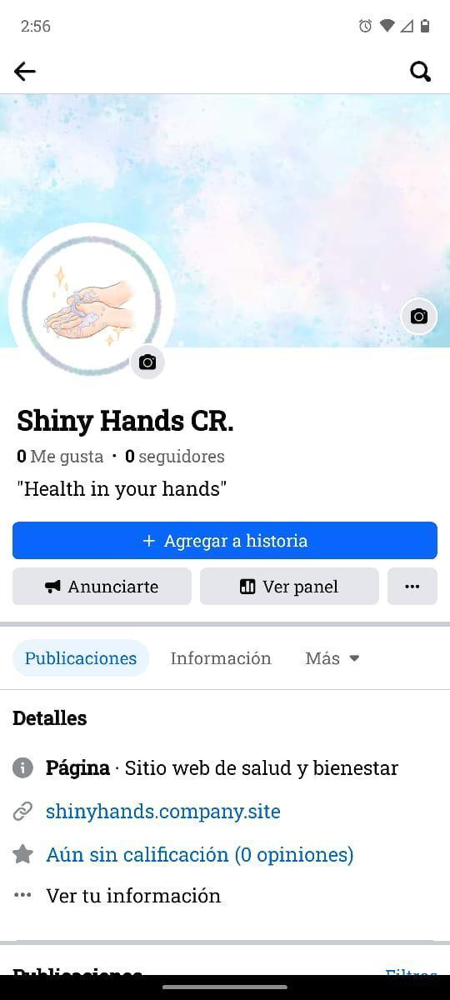 2:56
Shiny Hands CR.
0 Me gusta · 0 seguidores
"Health in your hands"
+ Agregar a historia
Anunciarte
Ver panel
Publicaciones
Información
Más
Detalles
Página · Sitio web de salud y bienestar
shinyhands.company.site
Aún sin calificación (0 opiniones)
Ver tu información
Publicaciones
Filtros